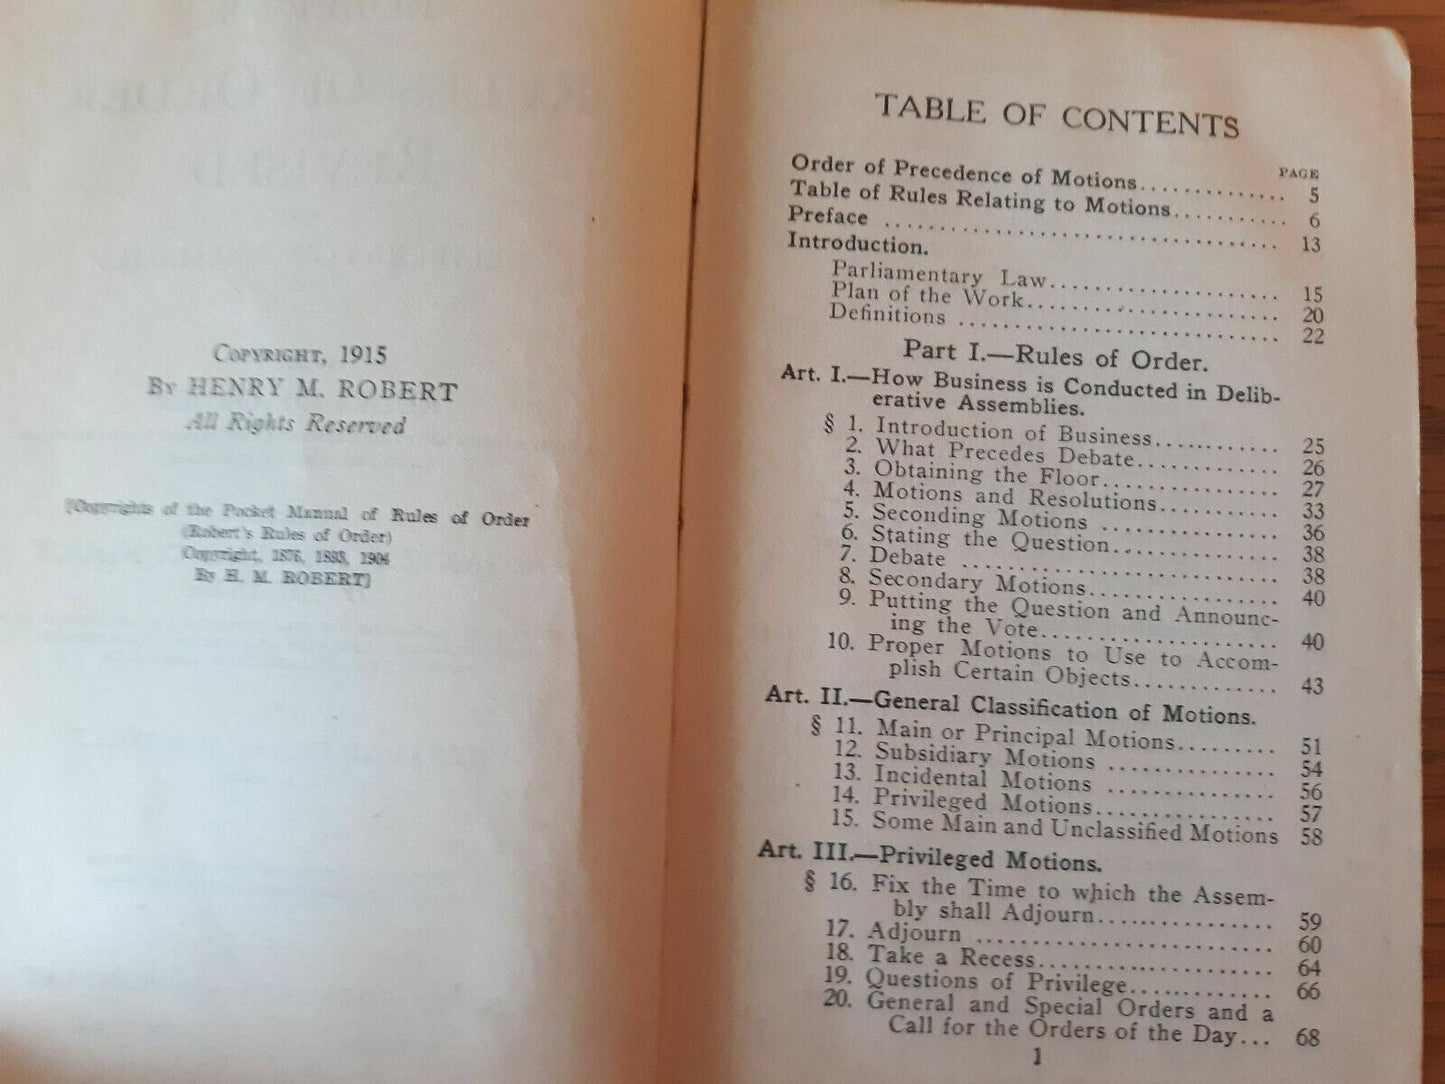 COPYRIGHT, 1915
BY HENRY M. ROBERT
All Rights Reserved
[Copyrights of the Pocket Manual of Rules of Order
(Robert's Rules of Order)
Copyright, 1876, 1893, 1904
By H. M. ROBERT]
TABLE OF CONTENTS
PAGE
Order of Precedence of Motions.............. 5
Table of Rules Relating to Motions........... 6
Preface .................................... 13
Introduction.
Parliamentary Law..................... 15
Plan of the Work....................... 20
Definitions ............................. 22
Part I.—Rules of Order.
Art. I.—How Business is Conducted in Delib-
erative Assemblies.
§ 1. Introduction of Business............ 25
2. What Precedes Debate............. 26
3. Obtaining the Floor................ 27
4. Motions and Resolutions........... 33
5. Seconding Motions ................ 36
6. Stating the Question............... 38
7. Debate ............................. 38
8. Secondary Motions................. 40
9. Putting the Question and Announc-
ing the Vote...................... 40
10. Proper Motions to Use to Accom-
plish Certain Objects............. 43
Art. II.—General Classification of Motions.
§ 11. Main or Principal Motions......... 51
12. Subsidiary Motions ............... 54
13. Incidental Motions ............... 56
14. Privileged Motions................ 57
15. Some Main and Unclassified Motions 58
Art. III.—Privileged Motions.
§ 16. Fix the Time to which the Assem-
bly shall Adjourn................ 59
17. Adjourn ........................... 60
18. Take a Recess...................... 64
19. Questions of Privilege............. 66
20. General and Special Orders and a
Call for the Orders of the Day... 68
1